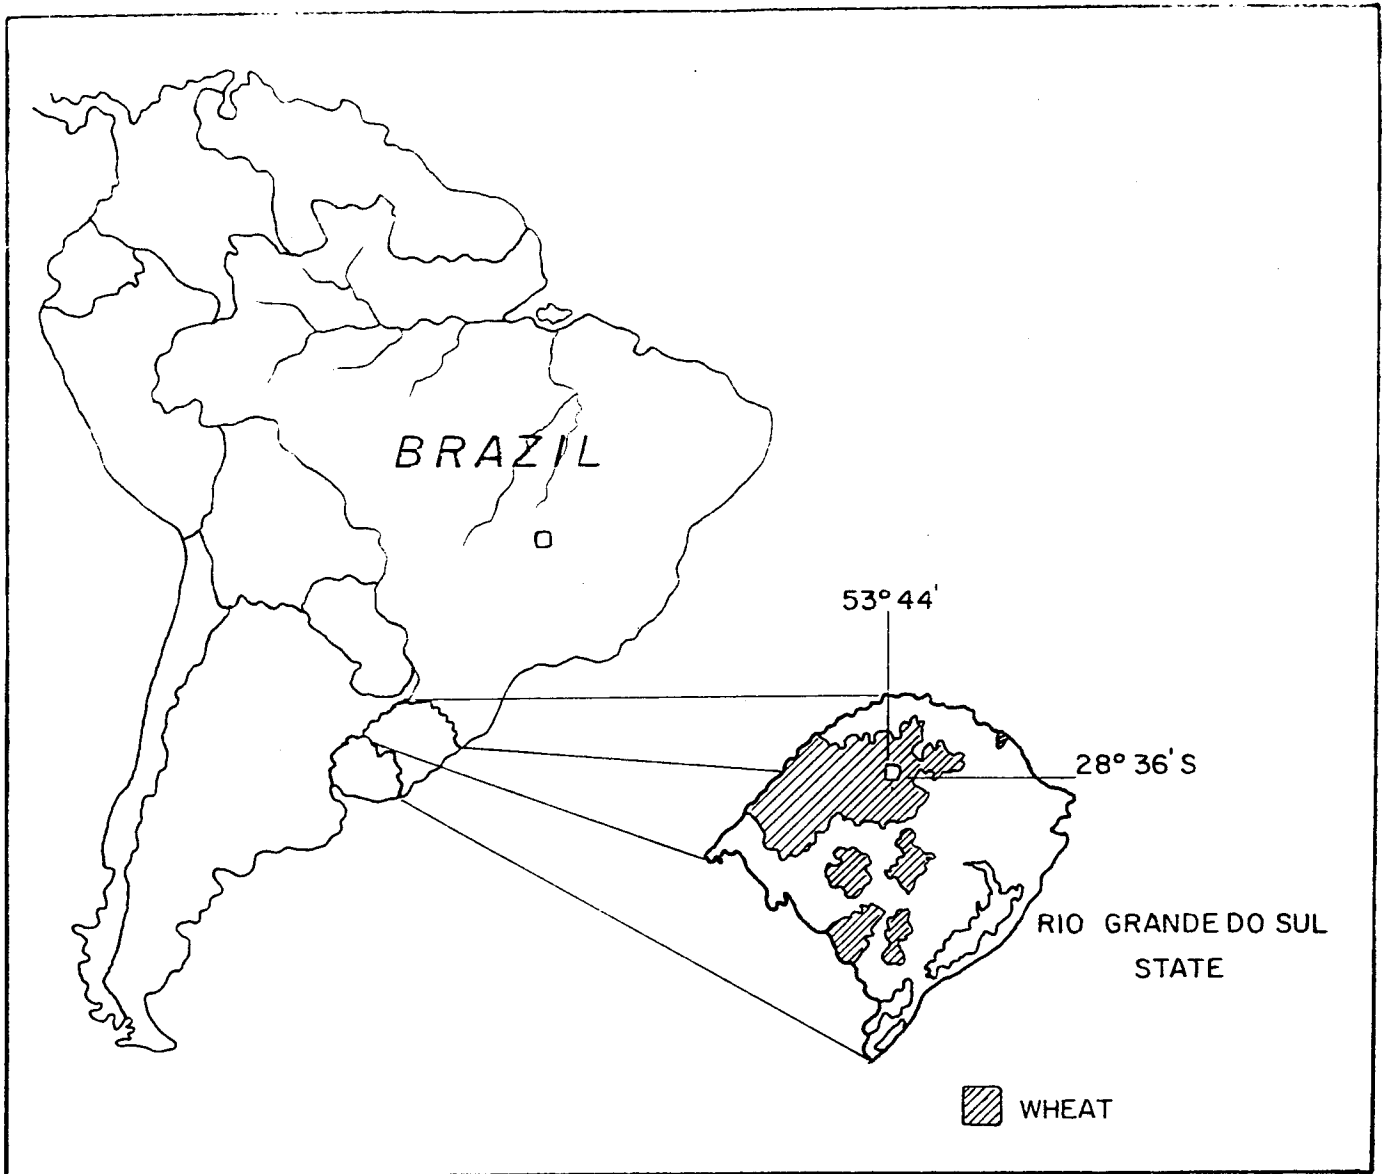 BRAZIL
53° 44'
28° 36' S
RIO GRANDE DO SUL
STATE
WHEAT